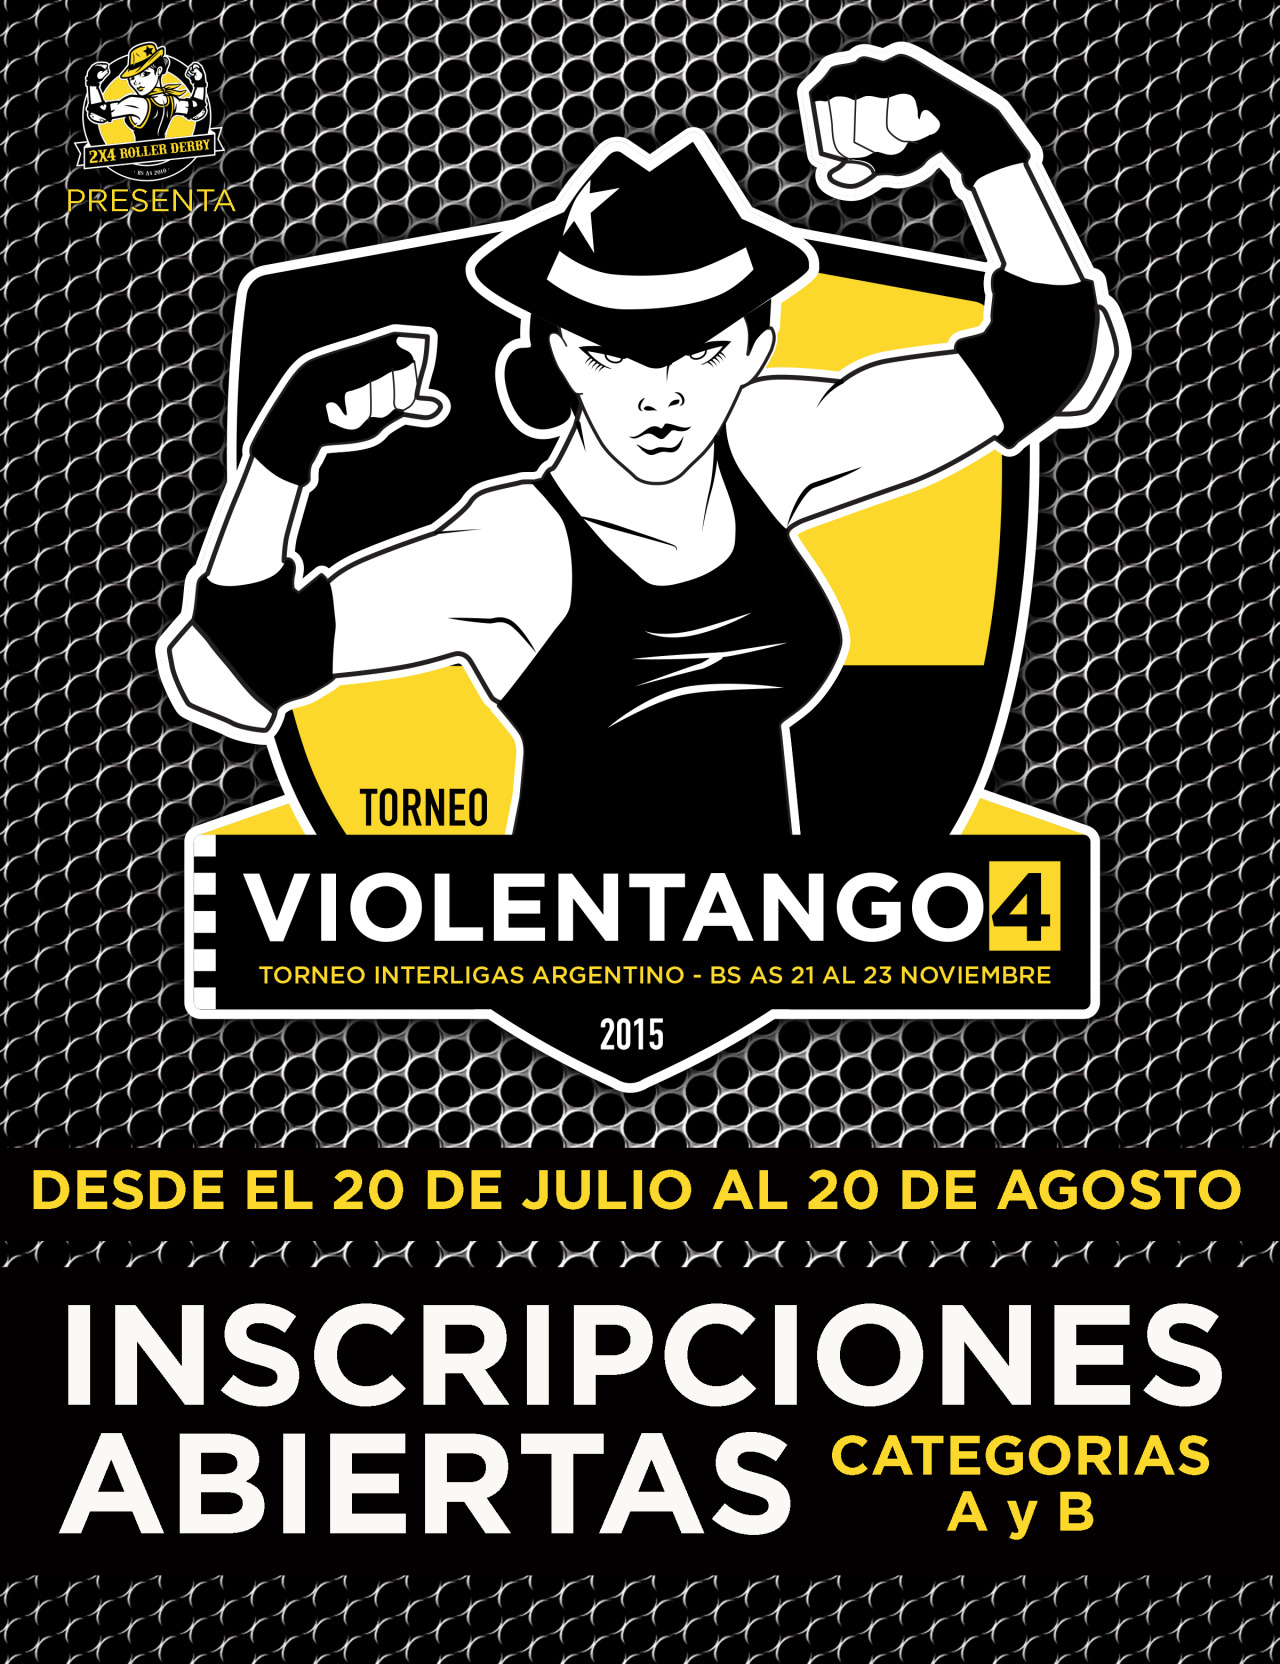 2X4 ROLLER DERBY
· BS AS 2010 ·
PRESENTA
TORNEO
VIOLENTANGO4
TORNEO INTERLIGAS ARGENTINO - BS AS 21 AL 23 NOVIEMBRE
2015
DESDE EL 20 DE JULIO AL 20 DE AGOSTO
INSCRIPCIONES
ABIERTAS
CATEGORIAS
A y B